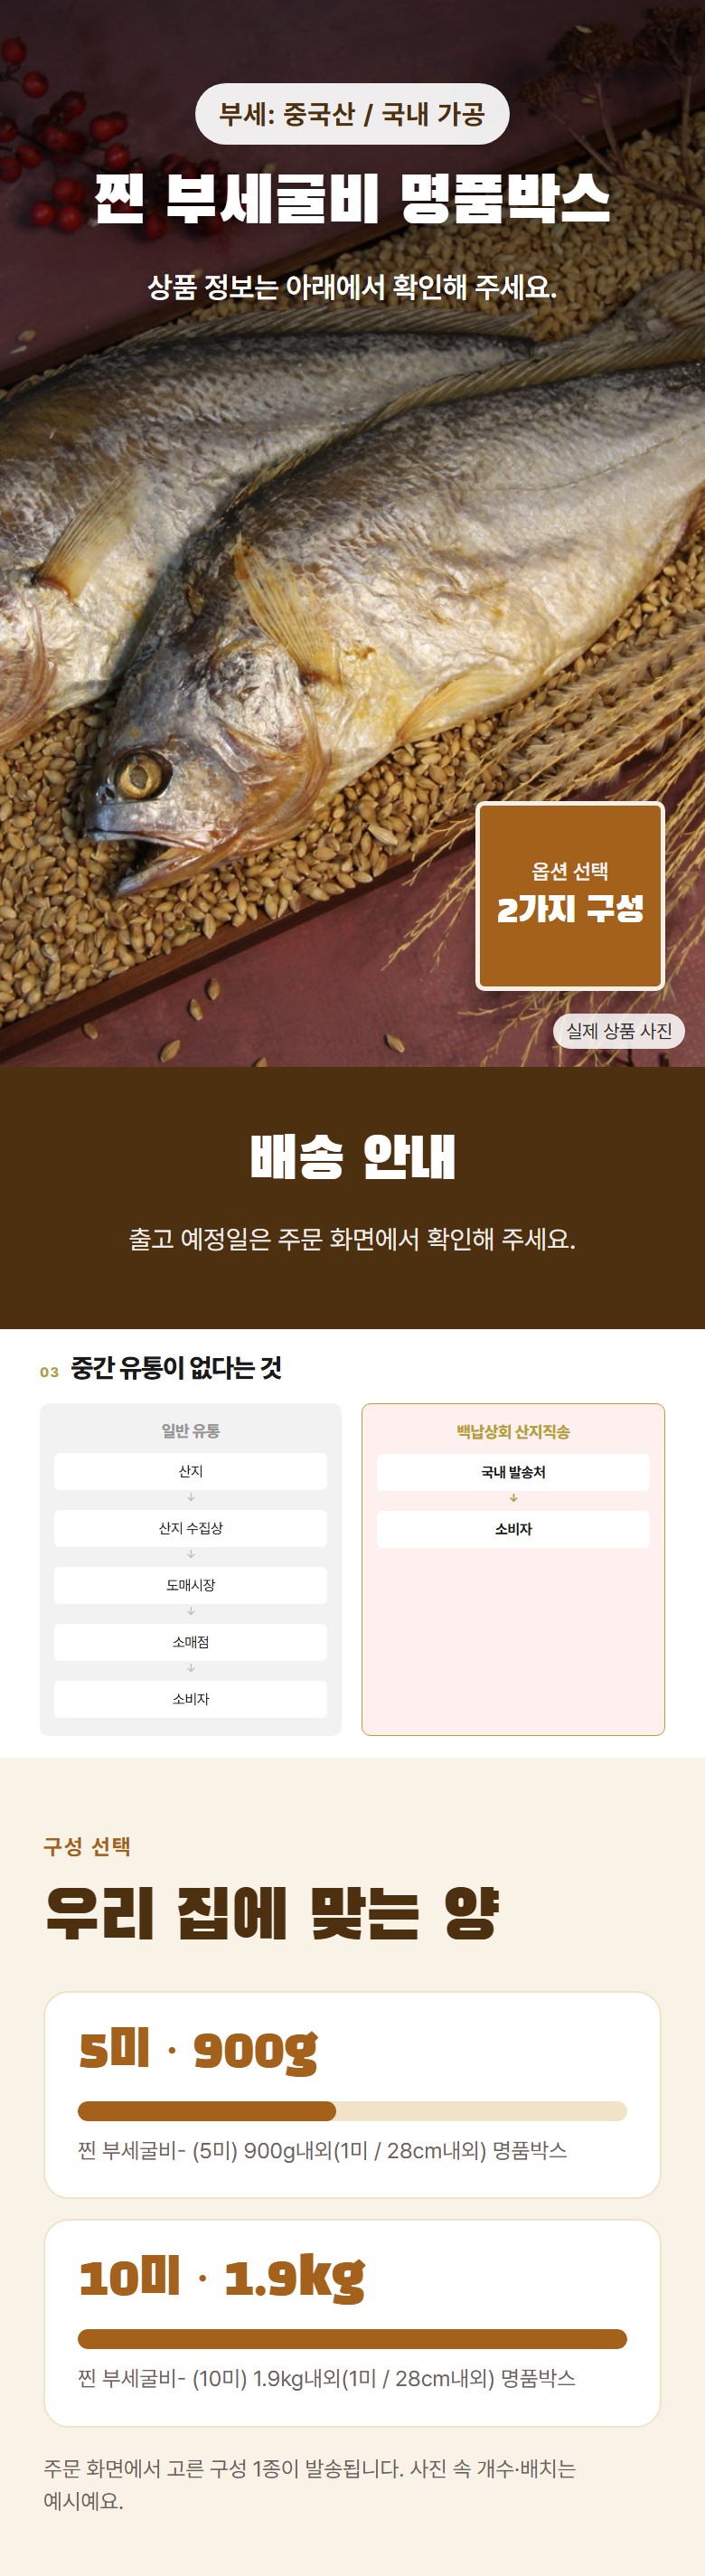 부세: 중국산 / 국내 가공
찐 부세굴비 명품박스
상품 정보는 아래에서 확인해 주세요.
옵션 선택
2가지 구성
실제 상품 사진
배송 안내
출고 예정일은 주문 화면에서 확인해 주세요.
03 중간 유통이 없다는 것
일반 유통
산지
↓
산지 수집상
↓
도매시장
↓
소매점
↓
소비자
백납상회 산지직송
국내 발송처
↓
소비자
구성 선택
우리 집에 맞는 양
5미 · 900g
찐 부세굴비- (5미) 900g내외(1미 / 28cm내외) 명품박스
10미 · 1.9kg
찐 부세굴비- (10미) 1.9kg내외(1미 / 28cm내외) 명품박스
주문 화면에서 고른 구성 1종이 발송됩니다. 사진 속 개수·배치는
예시예요.